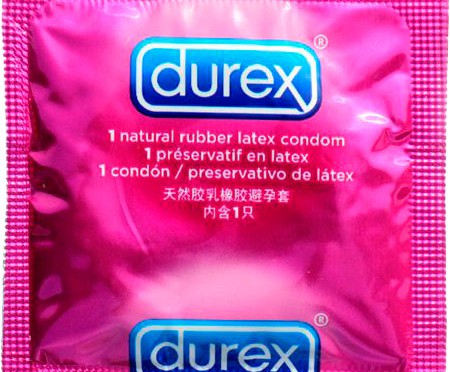 durex®
1 natural rubber latex condom
1 préservatif en latex
1 condón / preservativo de látex
天然胶乳橡胶避孕套
内含1只
durex®